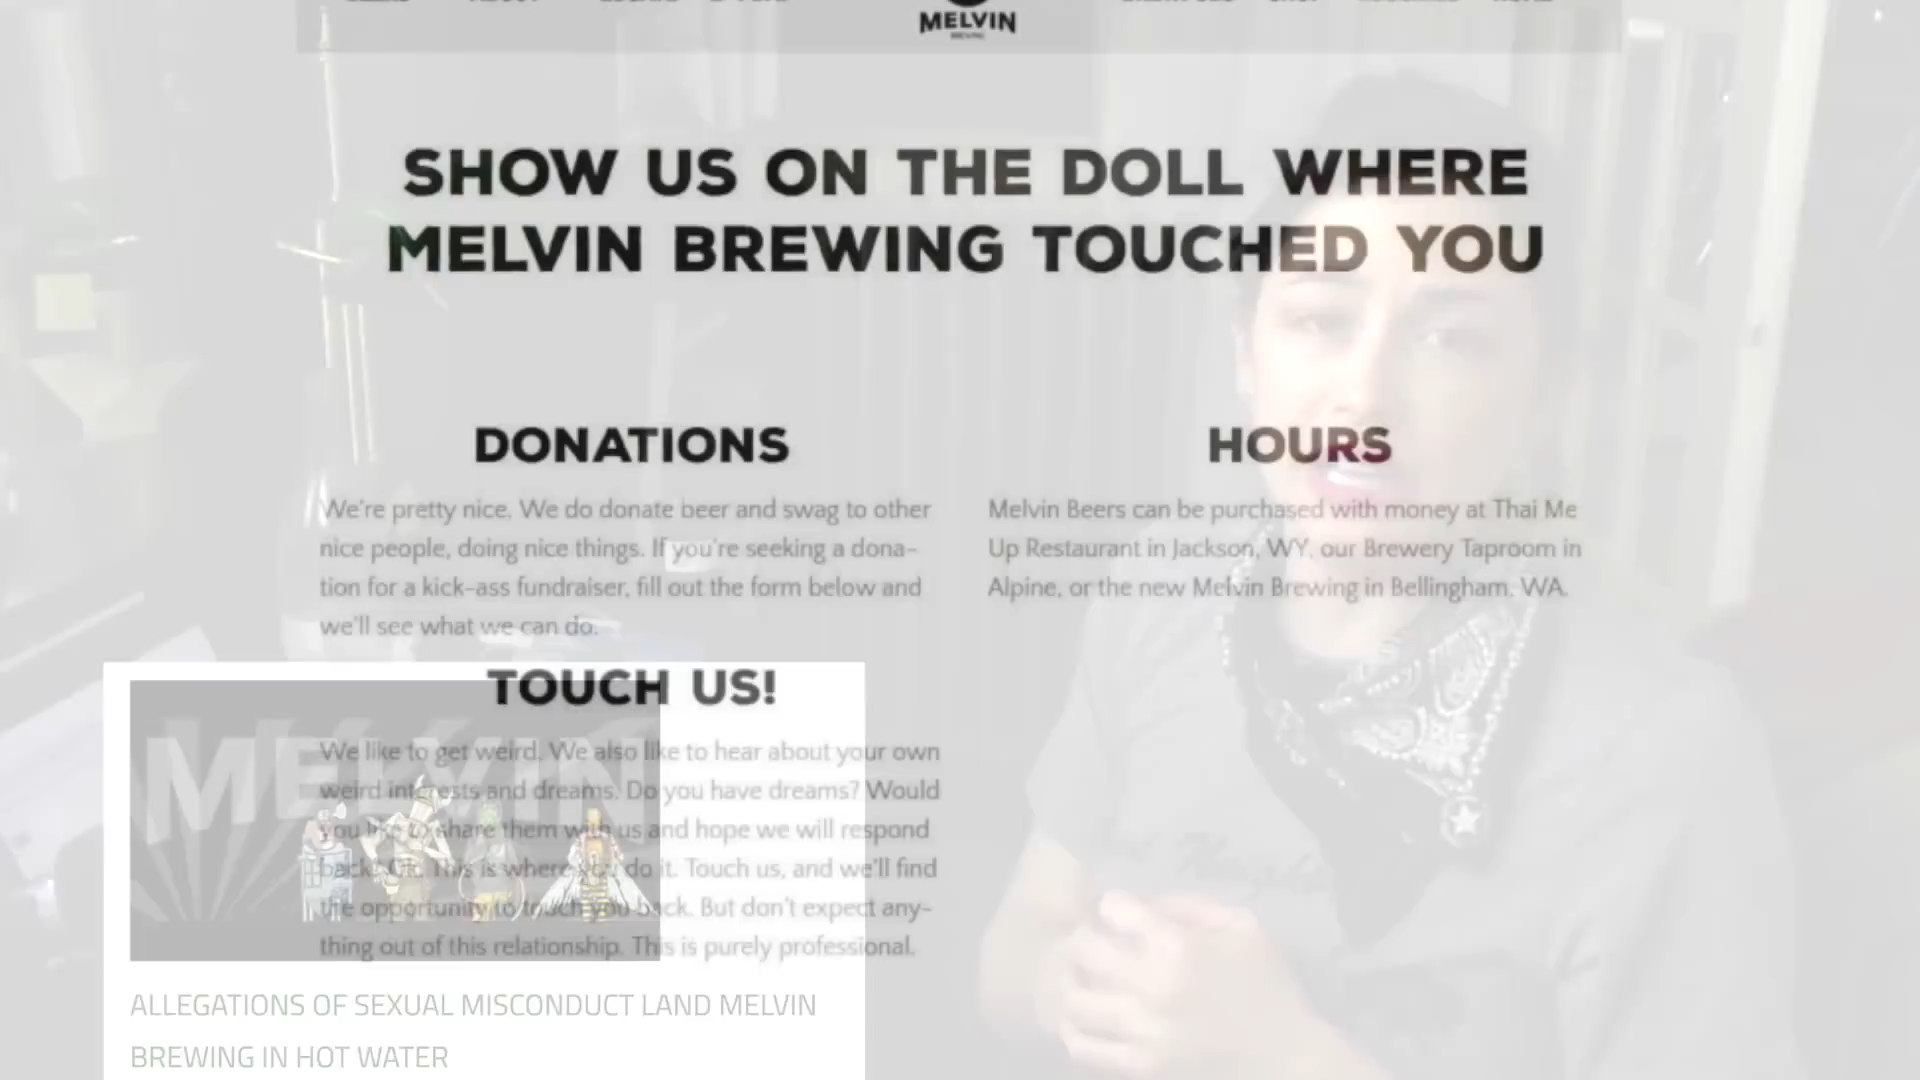 MELVIN
SHOW US ON THE DOLL WHERE
MELVIN BREWING TOUCHED YOU
DONATIONS
We're pretty nice. We do donate beer and swag to other
nice people, doing nice things. If you're seeking a dona-
tion for a kick-ass fundraiser, fill out the form below and
we'll see what we can do.
HOURS
Melvin Beers can be purchased with money at Thai Me
Up Restaurant in Jackson, WY, our Brewery Taproom in
Alpine, or the new Melvin Brewing in Bellingham, WA.
TOUCH US!
We like to get weird. We also like to hear about your own
weird interests and dreams. Do you have dreams? Would
you like to share them with us and hope we will respond
back? This is where you do it. Touch us, and we'll find
the opportunity to touch you back. But don't expect any-
thing out of this relationship. This is purely professional.
MELVIN
ALLEGATIONS OF SEXUAL MISCONDUCT LAND MELVIN
BREWING IN HOT WATER